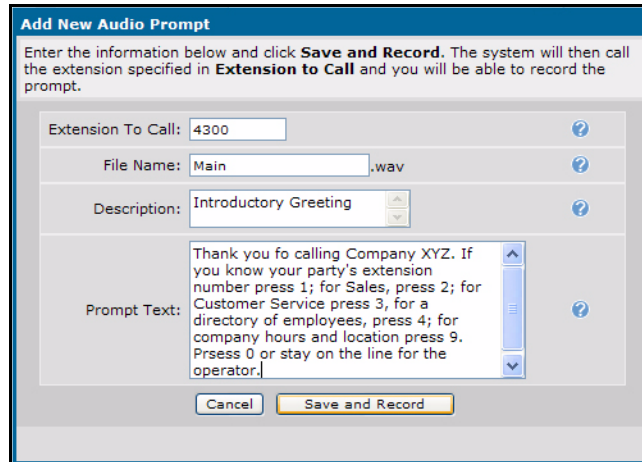 Add New Audio Prompt
Enter the information below and click Save and Record. The system will then call
the extension specified in Extension to Call and you will be able to record the
prompt.
Extension To Call: 4300
File Name: Main .wav
Description: Introductory Greeting
Prompt Text:
Thank you fo calling Company XYZ. If
you know your party's extension
number press 1; for Sales, press 2; for
Customer Service press 3, for a
directory of employees, press 4; for
company hours and location press 9.
Prsess 0 or stay on the line for the
operator.
Cancel Save and Record